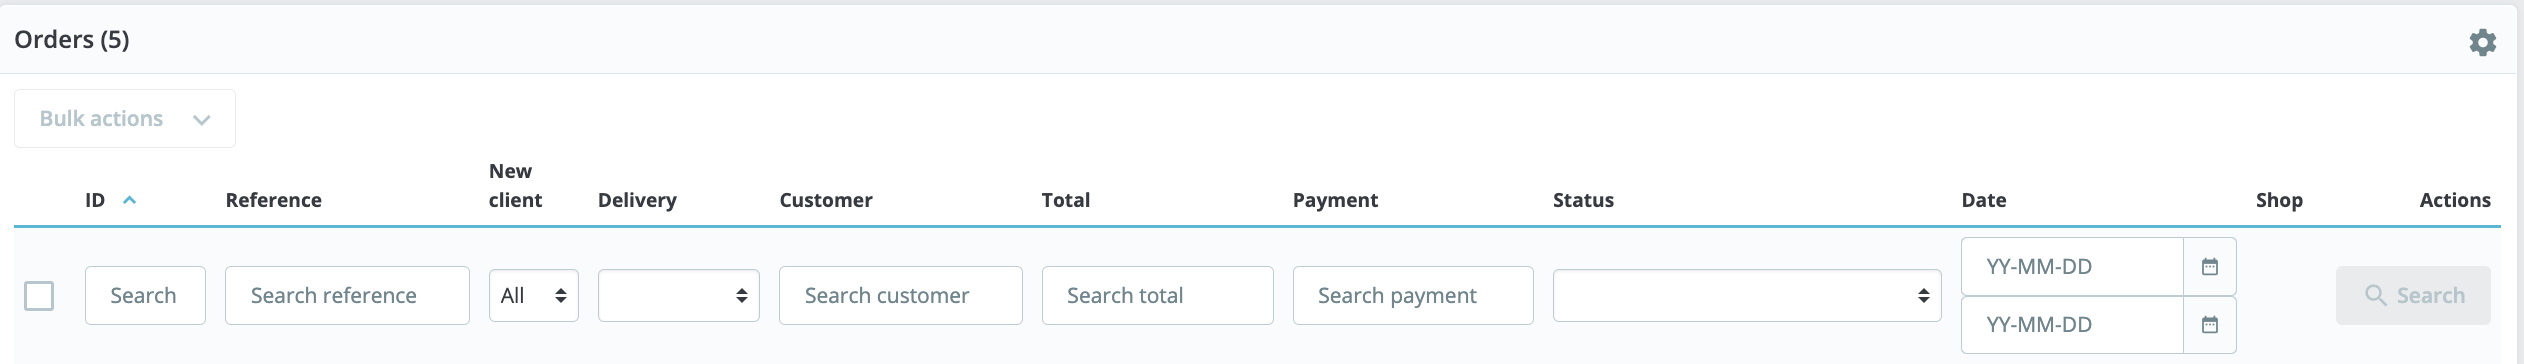 Orders (5)
Bulk actions
ID Reference New client Delivery Customer Total Payment Status Date Shop Actions
Search Search reference All Search customer Search total Search payment YY-MM-DD Search
YY-MM-DD